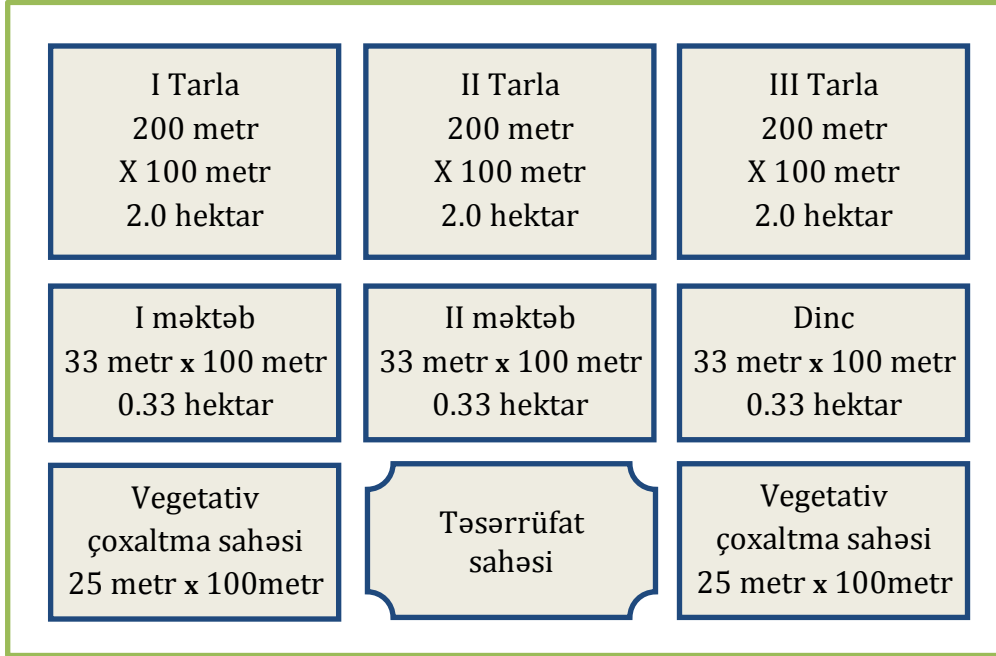 I Tarla
200 metr
X 100 metr
2.0 hektar
II Tarla
200 metr
X 100 metr
2.0 hektar
III Tarla
200 metr
X 100 metr
2.0 hektar
I məktəb
33 metr x 100 metr
0.33 hektar
II məktəb
33 metr x 100 metr
0.33 hektar
Dinc
33 metr x 100 metr
0.33 hektar
Vegetativ
çoxaltma sahəsi
25 metr x 100metr
Təsərrüfat
sahəsi
Vegetativ
çoxaltma sahəsi
25 metr x 100metr